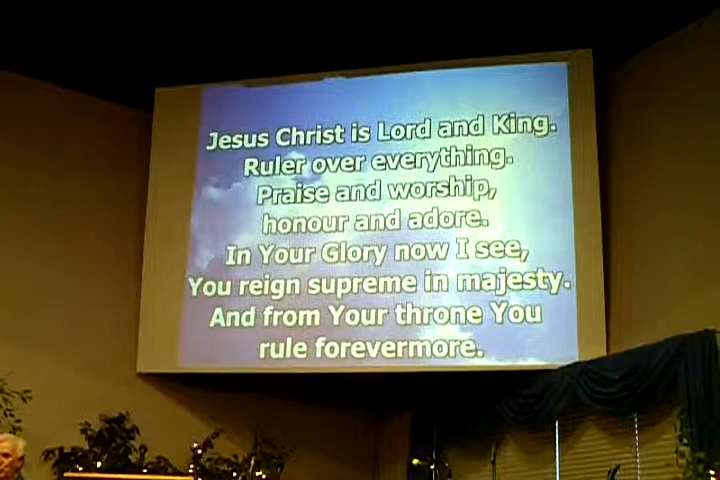 Jesus Christ is Lord and King.
Ruler over everything.
Praise and worship,
honour and adore.
In Your Glory now I see,
You reign supreme in majesty.
And from Your throne You
rule forevermore.